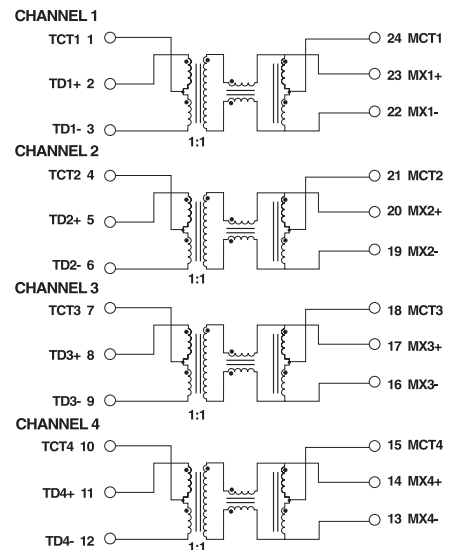 CHANNEL 1
TCT1 1
24 MCT1
TD1+ 2
23 MX1+
TD1- 3
22 MX1-
1:1
CHANNEL 2
TCT2 4
21 MCT2
TD2+ 5
20 MX2+
TD2- 6
19 MX2-
1:1
CHANNEL 3
TCT3 7
18 MCT3
TD3+ 8
17 MX3+
TD3- 9
16 MX3-
1:1
CHANNEL 4
TCT4 10
15 MCT4
TD4+ 11
14 MX4+
TD4- 12
13 MX4-
1:1